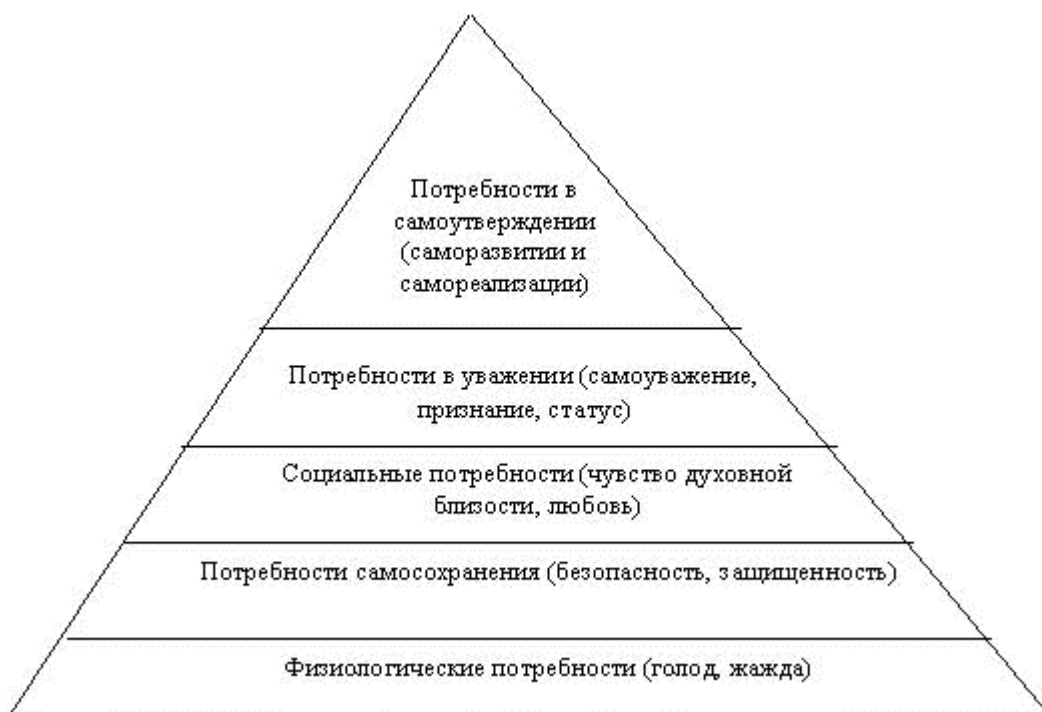 Потребности в
самоутверждении
(саморазвитии и
самореализации)
Потребности в уважении (самоуважение,
признание, статус)
Социальные потребности (чувство духовной
близости, любовь)
Потребности самосохранения (безопасность, защищенность)
Физиологические потребности (голод, жажда)